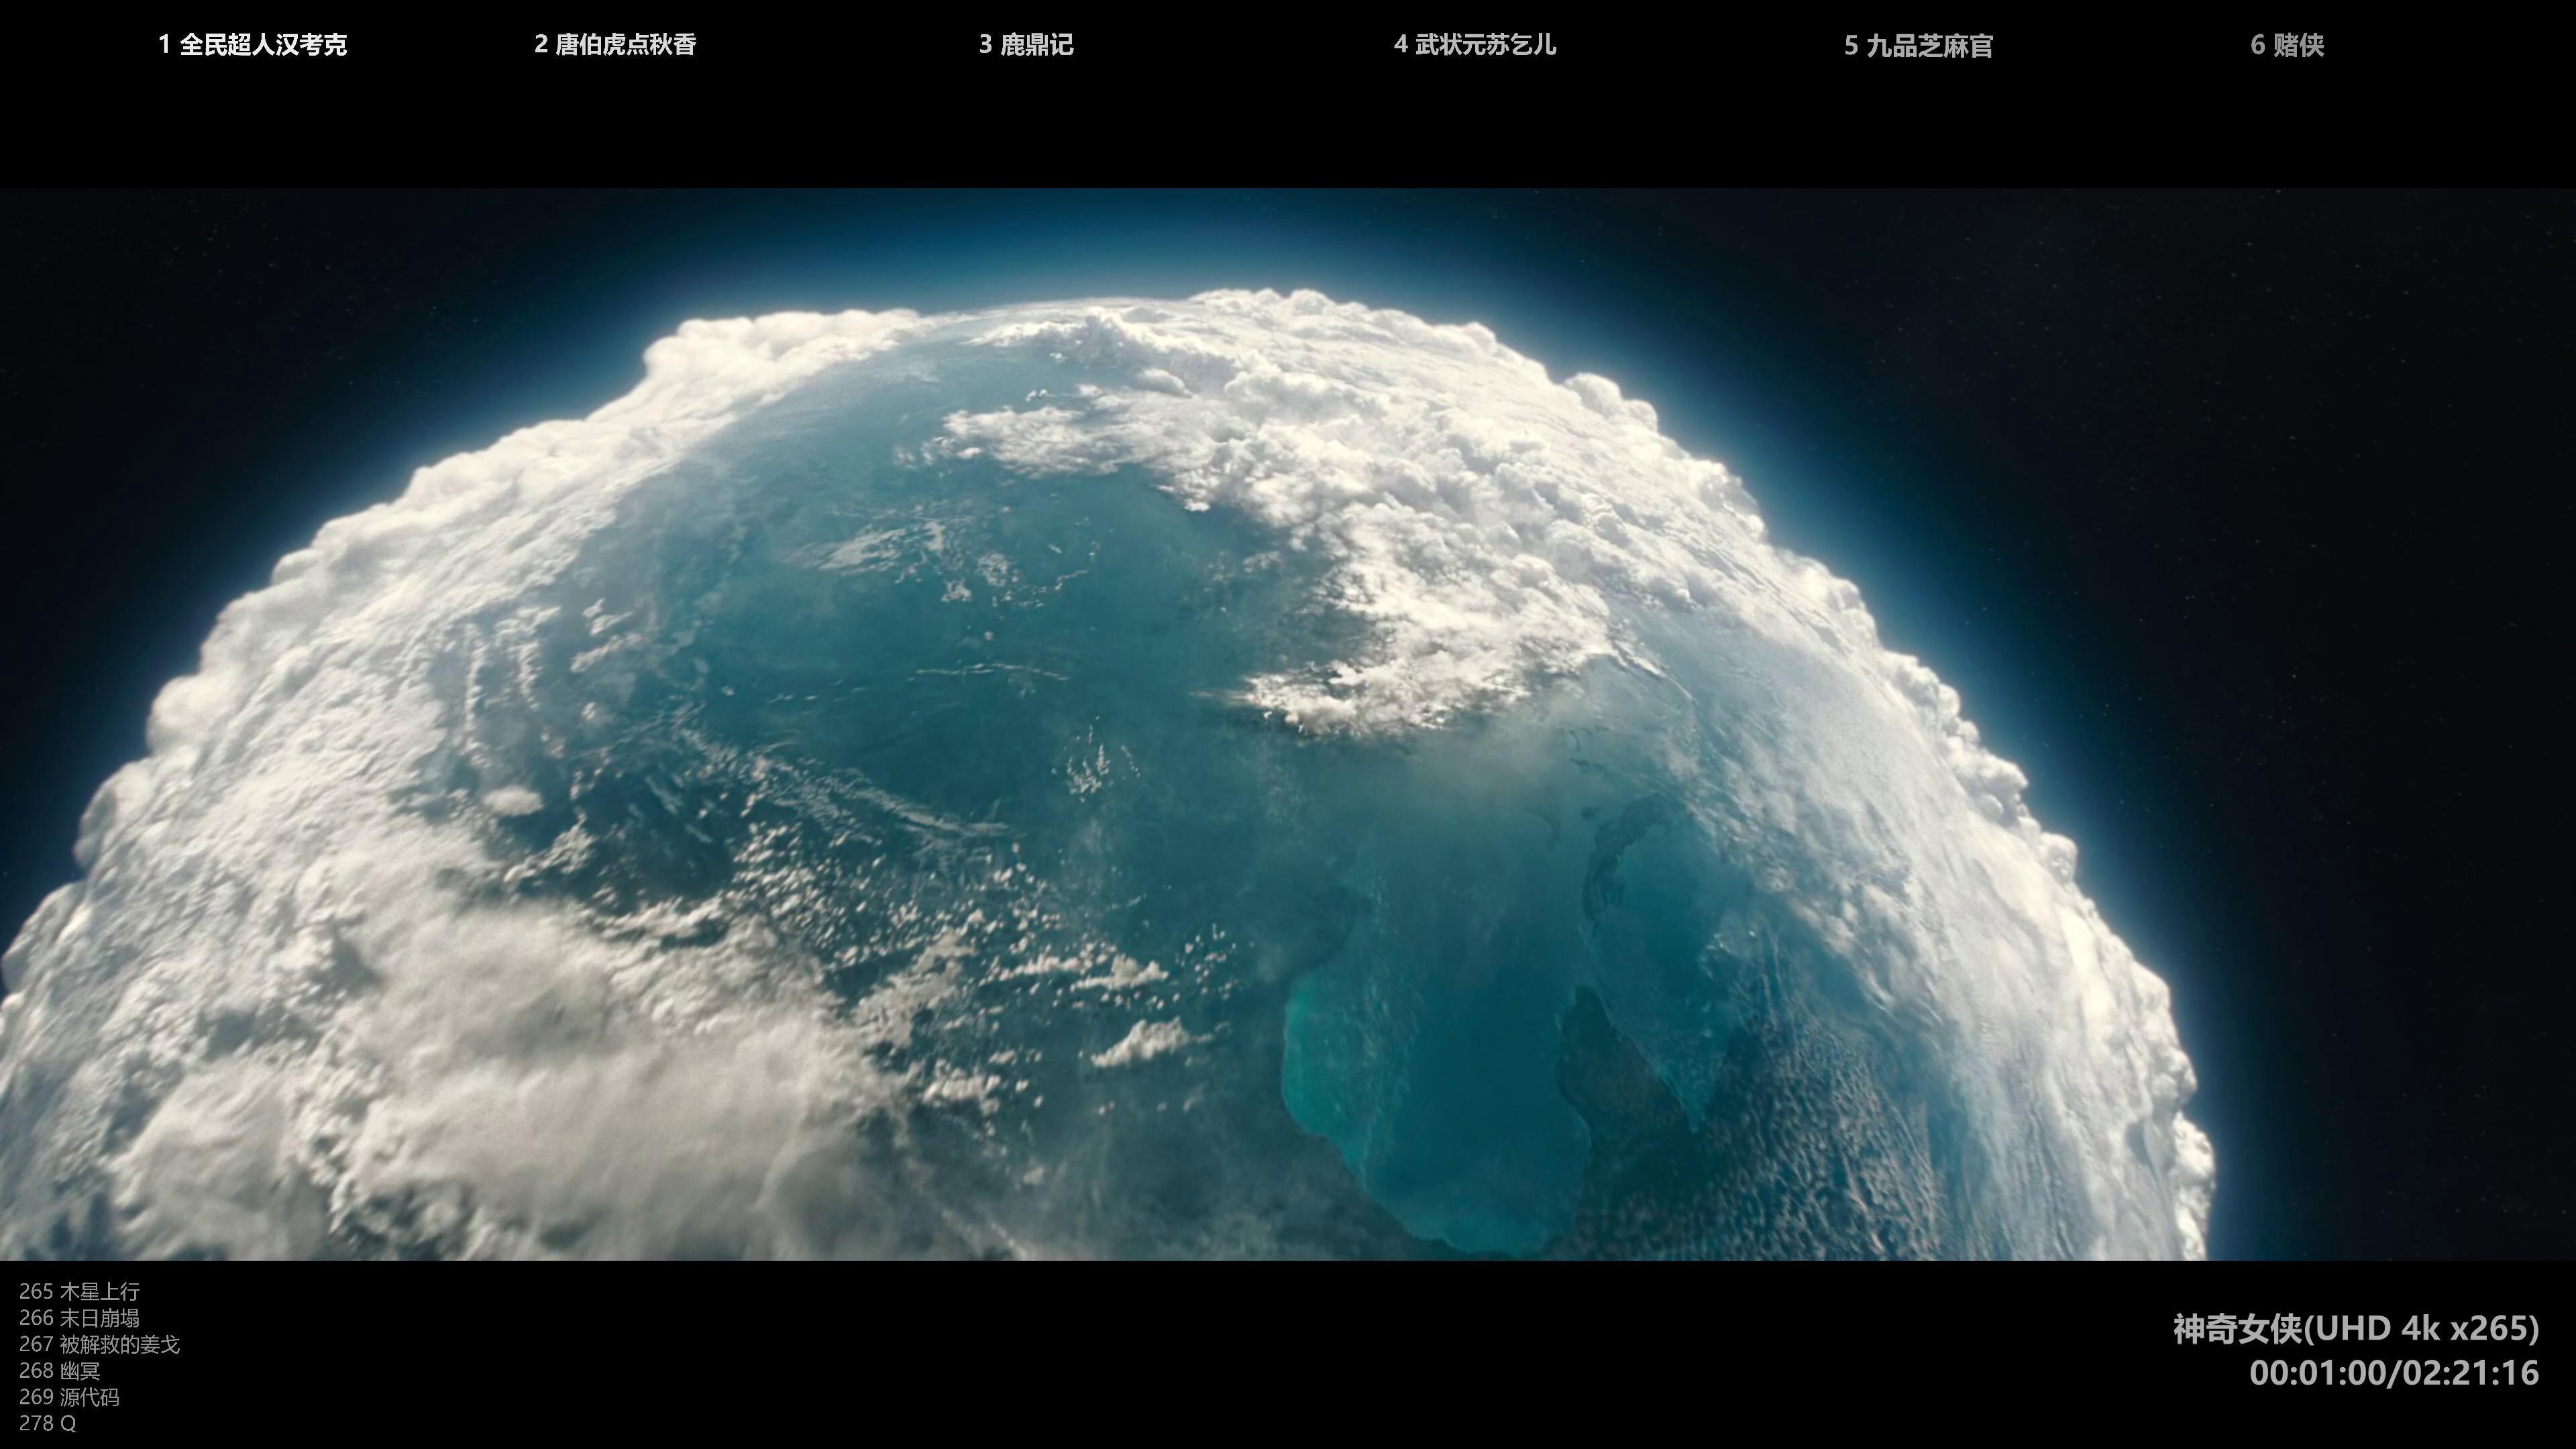 1 全民超人汉考克 2 唐伯虎点秋香 3 鹿鼎记 4 武状元苏乞儿 5 九品芝麻官 6 赌侠
265 木星上行
266 末日崩塌
267 被解救的姜戈
268 幽冥
269 源代码
278 Q
神奇女侠(UHD 4k x265)
00:01:00/02:21:16